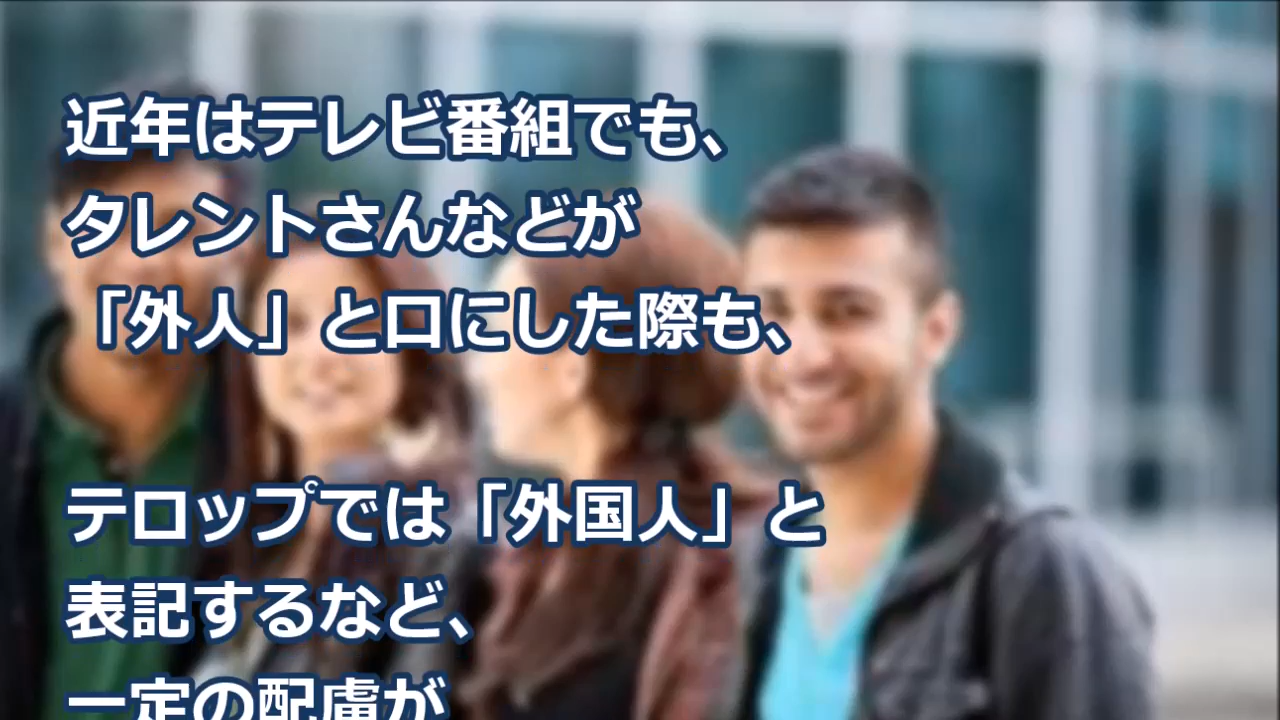 近年はテレビ番組でも、
タレントさんなどが
「外人」と口にした際も、
テロップでは「外国人」と
表記するなど、
一定の配慮が